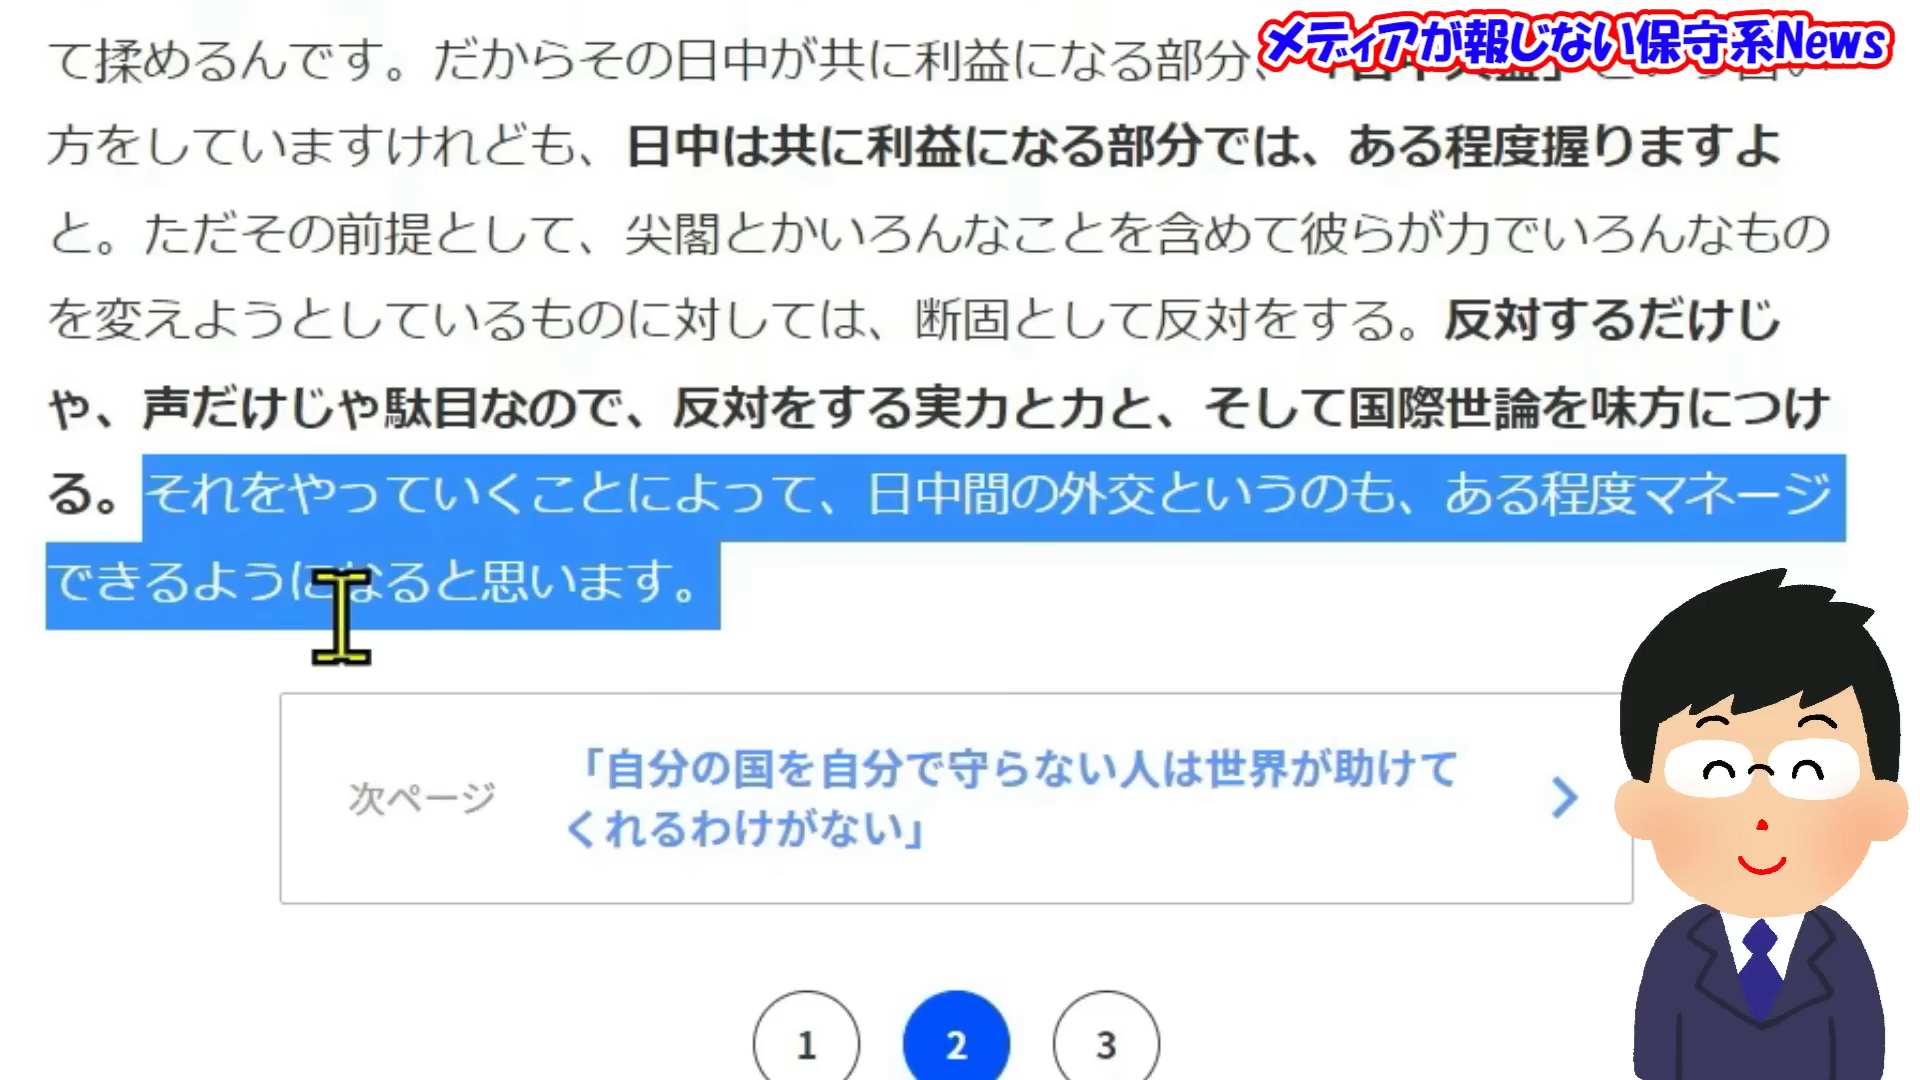 て揉めるんです。だからその日中が共に利益になる部分、
メディアが報じない保守系News
方をしていますけれども、日中は共に利益になる部分では、ある程度握りますよ
と。ただその前提として、尖閣とかいろんなことを含めて彼らが力でいろんなもの
を変えようとしているものに対しては、断固として反対をする。反対するだけじ
ゃ、声だけじゃ駄目なので、反対をする実力と力と、そして国際世論を味方につけ
る。それをやっていくことによって、日中間の外交というのも、ある程度マネージ
できるようになると思います。
次ページ
「自分の国を自分で守らない人は世界が助けて
くれるわけがない」
1 2 3